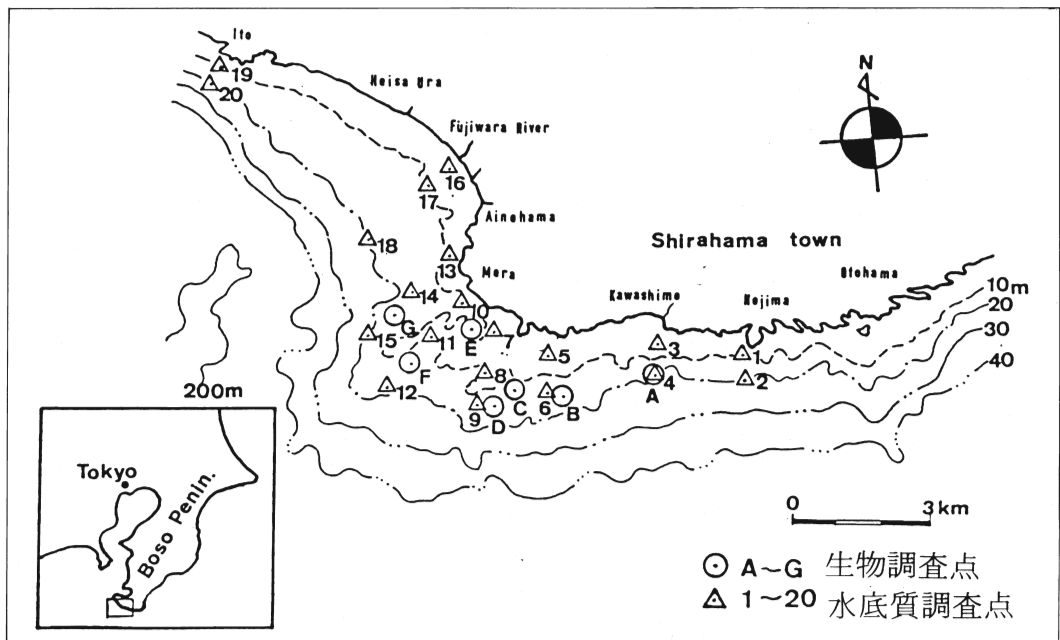 Ito
19
20
Heisa Ura
Fujiwara River
16
17
Ainohama
18
13
Mera
14
10
G
E
15
11
7
F
12
8
9
C
D
5
6
B
3
4
A
1
2
Shirahama town
Kawashimo
Nojima
Otohama
10m
20
30
40
200m
N
Tokyo
Boso Penin.
0 3km
A~G 生物調査点
1~20 水底質調査点